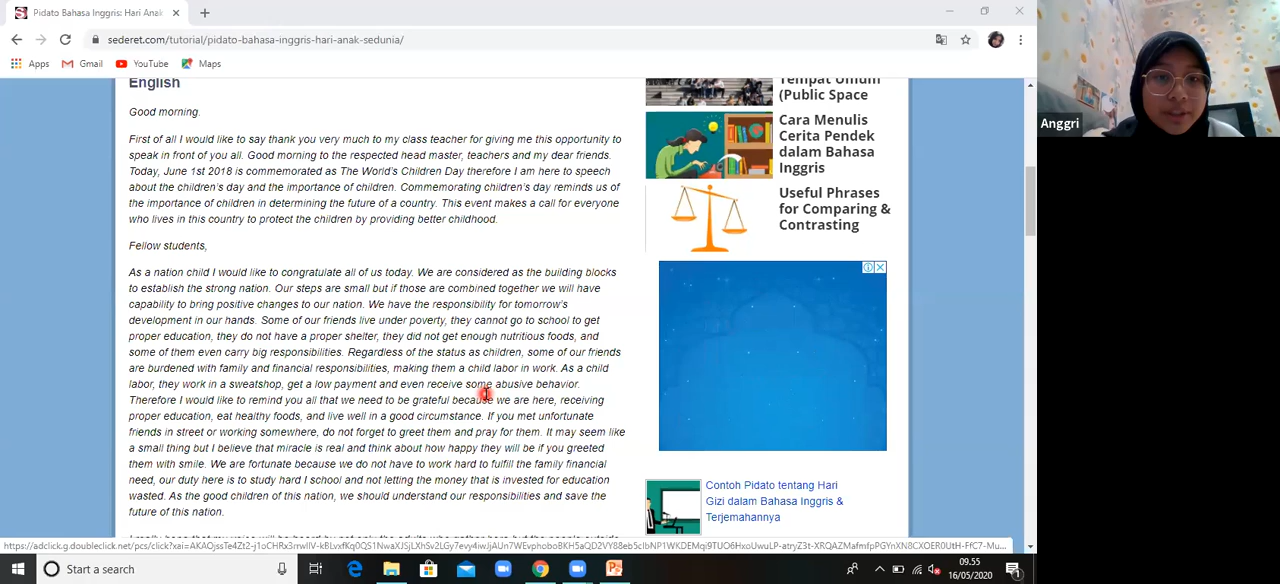 Pidato Bahasa Inggris: Hari Anak
sederet.com/tutorial/pidato-bahasa-inggris-hari-anak-sedunia/
Apps
Gmail
YouTube
Maps
English
Good morning.
First of all I would like to say thank you very much to my class teacher for giving me this opportunity to
speak in front of you all. Good morning to the respected head master, teachers and my dear friends.
Today, June 1st 2018 is commemorated as The World's Children Day therefore I am here to speech
about the children's day and the importance of children. Commemorating children's day reminds us of
the importance of children in determining the future of a country. This event makes a call for everyone
who lives in this country to protect the children by providing better childhood.
Fellow students,
As a nation child I would like to congratulate all of us today. We are considered as the building blocks
to establish the strong nation. Our steps are small but if those are combined together we will have
capability to bring positive changes to our nation. We have the responsibility for tomorrow's
development in our hands. Some of our friends live under poverty, they cannot go to school to get
proper education, they do not have a proper shelter, they did not get enough nutritious foods, and
some of them even carry big responsibilities. Regardless of the status as children, some of our friends
are burdened with family and financial responsibilities, making them a child labor in work. As a child
labor, they work in a sweatshop, get a low payment and even receive some abusive behavior.
Therefore I would like to remind you all that we need to be grateful because we are here, receiving
proper education, eat healthy foods, and live well in a good circumstance. If you met unfortunate
friends in street or working somewhere, do not forget to greet them and pray for them. It may seem like
a small thing but I believe that miracle is real and think about how happy they will be if you greeted
them with smile. We are fortunate because we do not have to work hard to fulfill the family financial
need, our duty here is to study hard I school and not letting the money that is invested for education
wasted. As the good children of this nation, we should understand our responsibilities and save the
future of this nation.
Tempat Umum
(Public Space
Cara Menulis
Cerita Pendek
dalam Bahasa
Inggris
Useful Phrases
for Comparing &
Contrasting
Contoh Pidato tentang Hari
Gizi dalam Bahasa Inggris &
Terjemahannya
Anggri
Start a search
09.55
16/05/2020